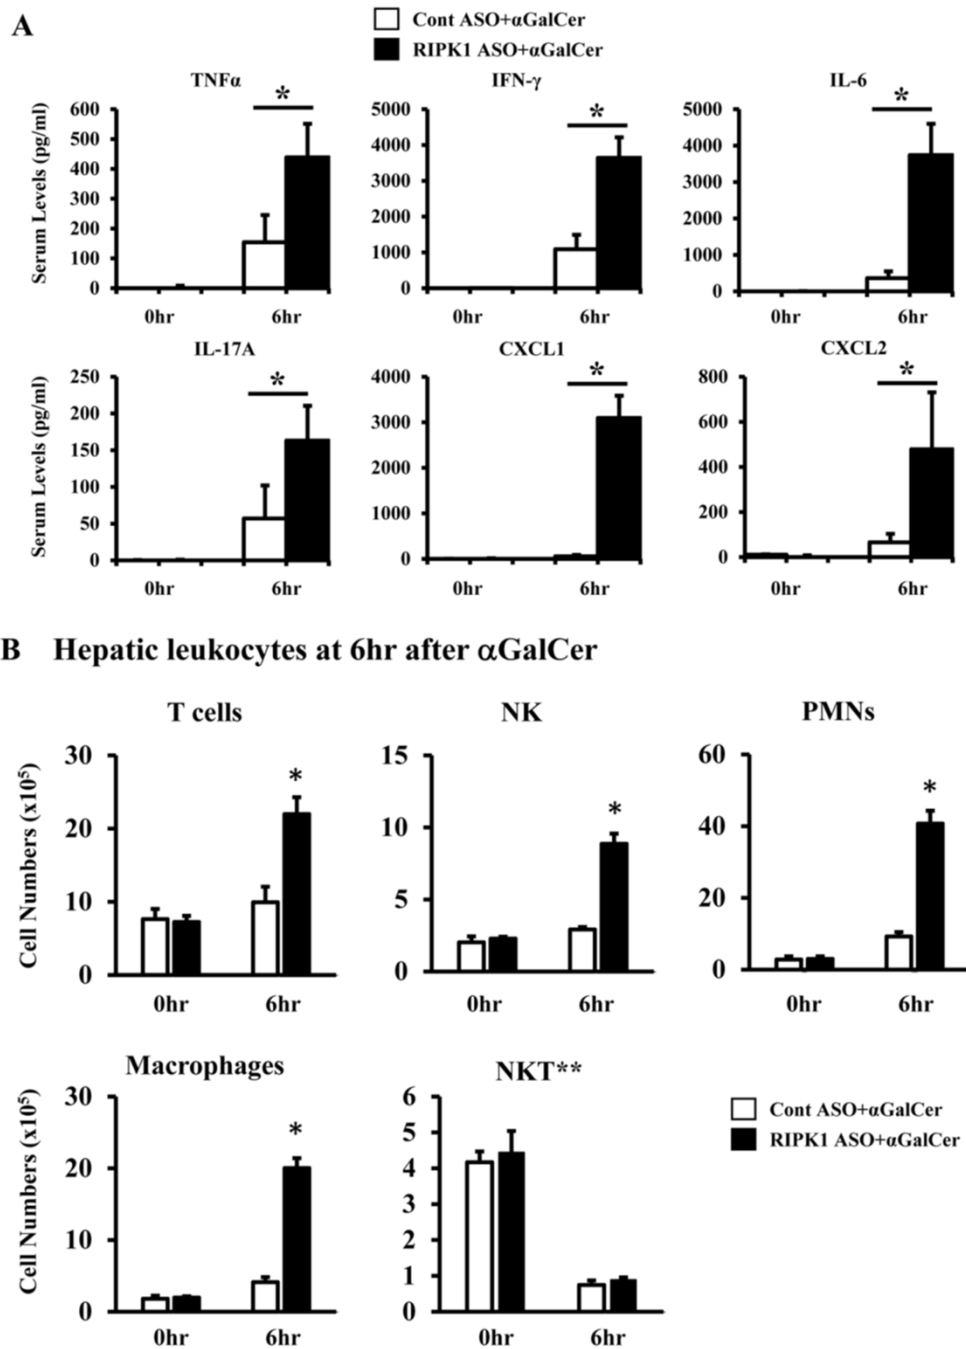 A
Cont ASO+αGalCer
RIPK1 ASO+αGalCer
TNFα
IFN-γ
IL-6
Serum Levels (pg/ml)
600
500
400
300
200
100
0
*
0hr
6hr
5000
4000
3000
2000
1000
0
*
0hr
6hr
5000
4000
3000
2000
1000
0
*
0hr
6hr
IL-17A
CXCL1
CXCL2
Serum Levels (pg/ml)
250
200
150
100
50
0
*
0hr
6hr
4000
3000
2000
1000
0
*
0hr
6hr
800
600
400
200
0
*
0hr
6hr
B Hepatic leukocytes at 6hr after αGalCer
T cells
NK
PMNs
Cell Numbers (x10⁵)
30
20
10
0
*
0hr
6hr
15
10
5
0
*
0hr
6hr
60
40
20
0
*
0hr
6hr
Macrophages
NKT**
Cell Numbers (x10⁵)
30
20
10
0
*
0hr
6hr
6
5
4
3
2
1
0
0hr
6hr
Cont ASO+αGalCer
RIPK1 ASO+αGalCer